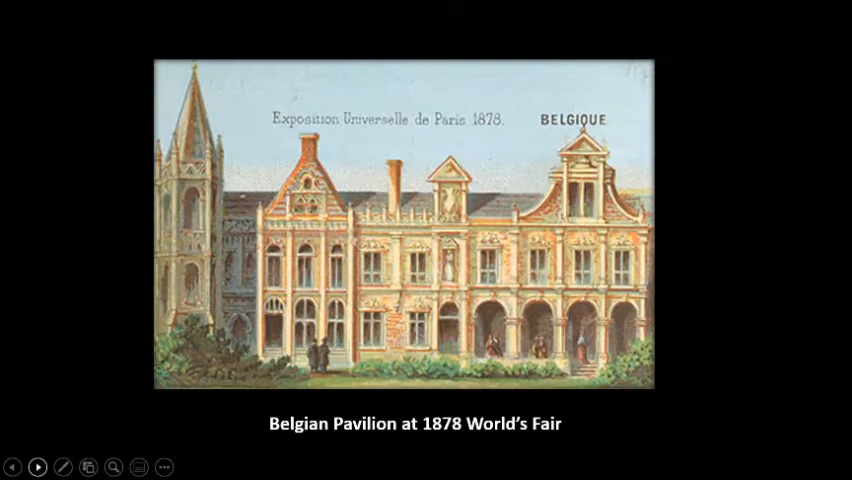 Exposition Universelle de Paris 1878.
BELGIQUE
Belgian Pavilion at 1878 World's Fair